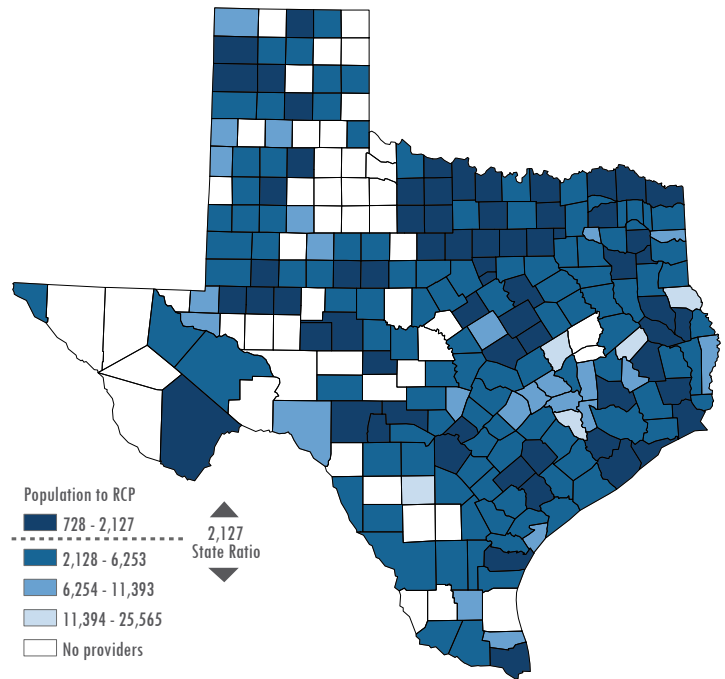 Population to RCP
728 - 2,127
2,128 - 6,253
6,254 - 11,393
11,394 - 25,565
No providers
2,127
State Ratio